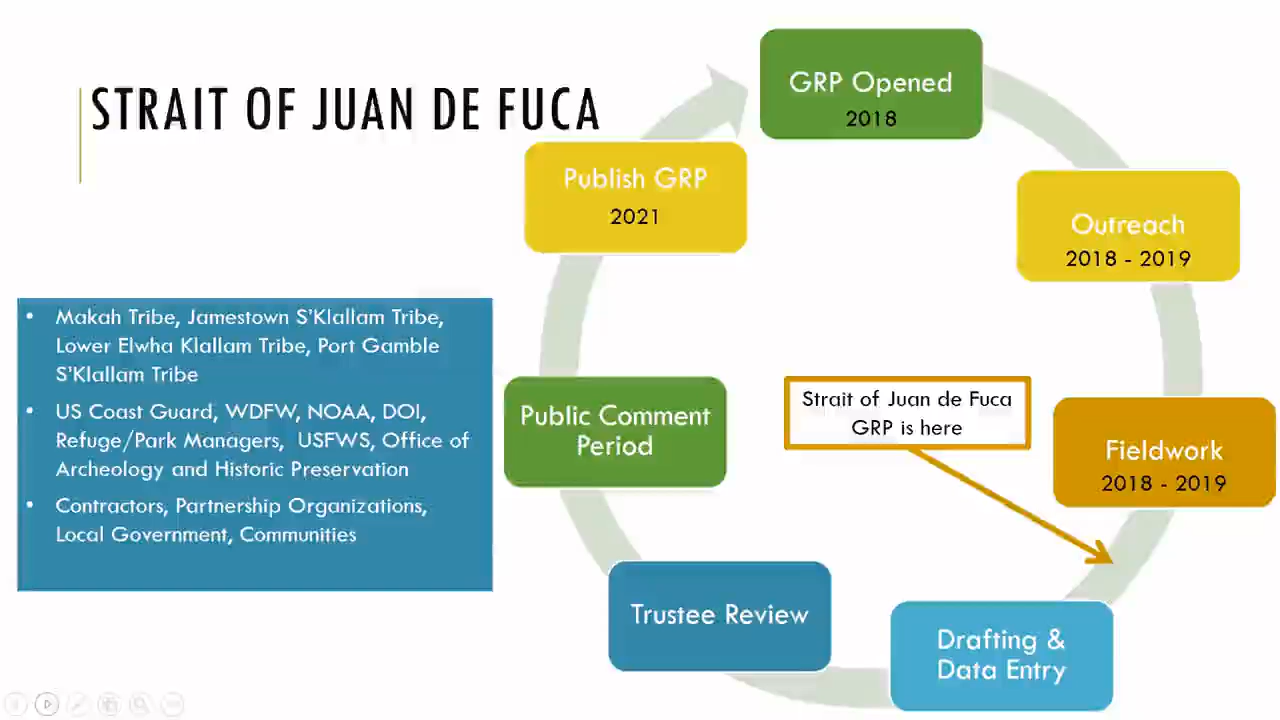 STRAIT OF JUAN DE FUCA
GRP Opened
2018
Outreach
2018 - 2019
Fieldwork
2018 - 2019
Drafting &
Data Entry
Trustee Review
Public Comment
Period
Publish GRP
2021
Strait of Juan de Fuca
GRP is here
• Makah Tribe, Jamestown S'Klallam Tribe,
Lower Elwha Klallam Tribe, Port Gamble
S'Klallam Tribe
• US Coast Guard, WDFW, NOAA, DOI,
Refuge/Park Managers, USFWS, Office of
Archeology and Historic Preservation
• Contractors, Partnership Organizations,
Local Government, Communities